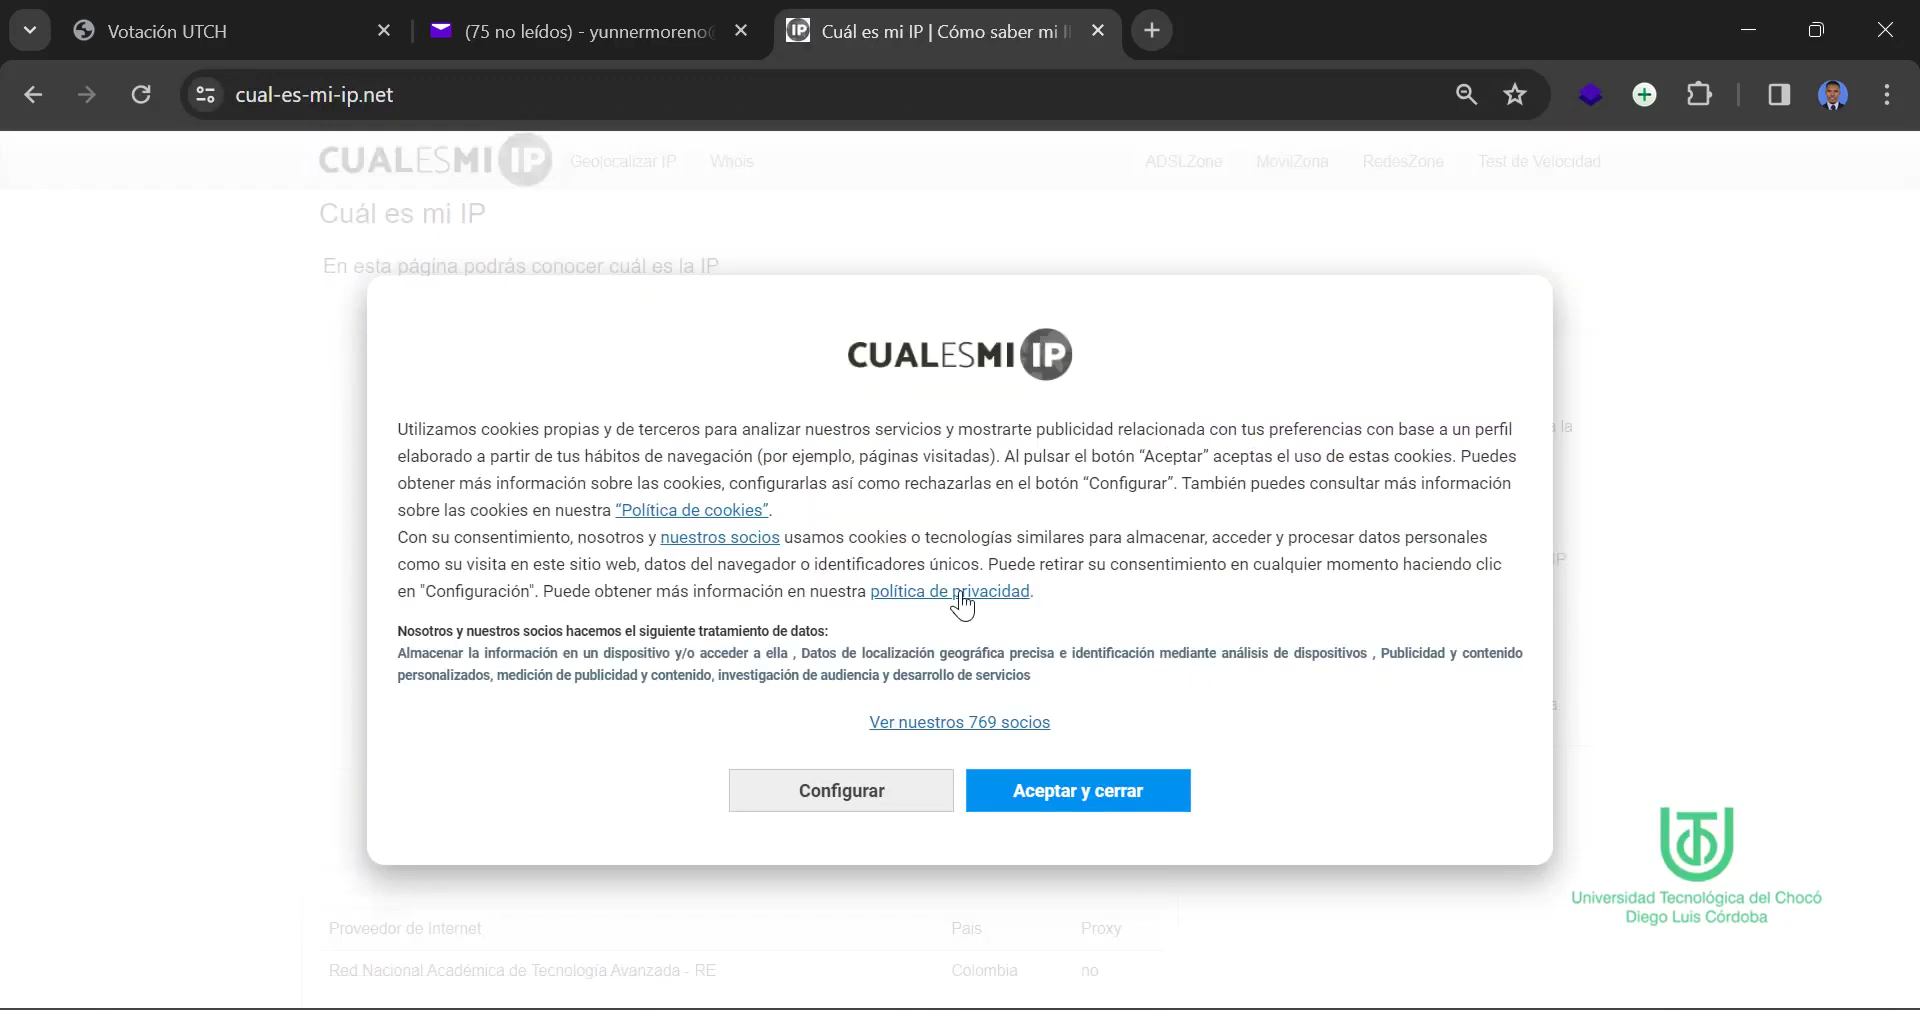 Votación UTCH
(75 no leídos) - yunnermoreno
Cuál es mi IP | Cómo saber mi
cual-es-mi-ip.net
CUALESMI IP
Geolocalizar IP
Whois
ADSLZone
MovilZona
RedesZone
Test de Velocidad
Cuál es mi IP
En esta página podrás conocer cuál es la IP
CUALESMI IP
Utilizamos cookies propias y de terceros para analizar nuestros servicios y mostrarte publicidad relacionada con tus preferencias con base a un perfil
elaborado a partir de tus hábitos de navegación (por ejemplo, páginas visitadas). Al pulsar el botón “Aceptar” aceptas el uso de estas cookies. Puedes
obtener más información sobre las cookies, configurarlas así como rechazarlas en el botón “Configurar”. También puedes consultar más información
sobre las cookies en nuestra “Política de cookies”.
Con su consentimiento, nosotros y nuestros socios usamos cookies o tecnologías similares para almacenar, acceder y procesar datos personales
como su visita en este sitio web, datos del navegador o identificadores únicos. Puede retirar su consentimiento en cualquier momento haciendo clic
en "Configuración". Puede obtener más información en nuestra política de privacidad.
Nosotros y nuestros socios hacemos el siguiente tratamiento de datos:
Almacenar la información en un dispositivo y/o acceder a ella , Datos de localización geográfica precisa e identificación mediante análisis de dispositivos , Publicidad y contenido
personalizados, medición de publicidad y contenido, investigación de audiencia y desarrollo de servicios
Ver nuestros 769 socios
Configurar
Aceptar y cerrar
la
IP
Universidad Tecnológica del Chocó
Diego Luis Córdoba
Proveedor de Internet
País
Proxy
Red Nacional Académica de Tecnología Avanzada - RE
Colombia
no